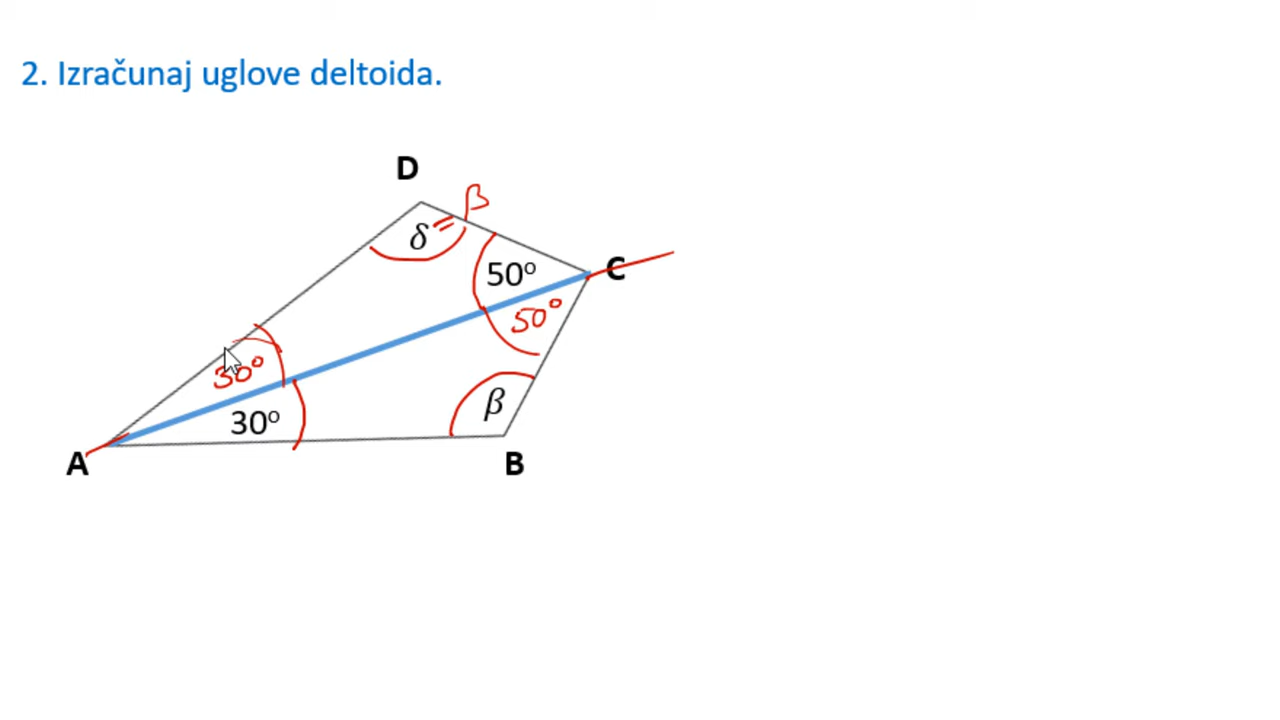 2. Izračunaj uglove deltoida.
D
δ = β
50°
C
50°
30°
30°
β
A
B